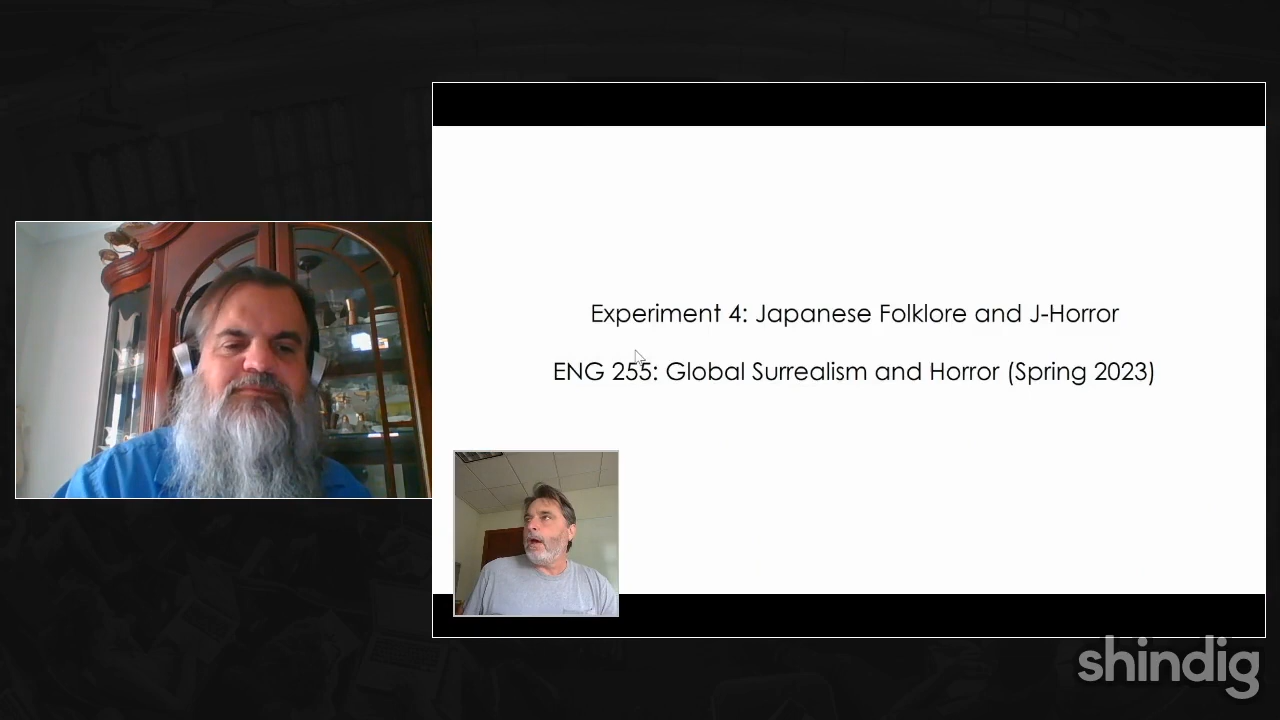 Experiment 4: Japanese Folklore and J-Horror
ENG 255: Global Surrealism and Horror (Spring 2023)
shindig